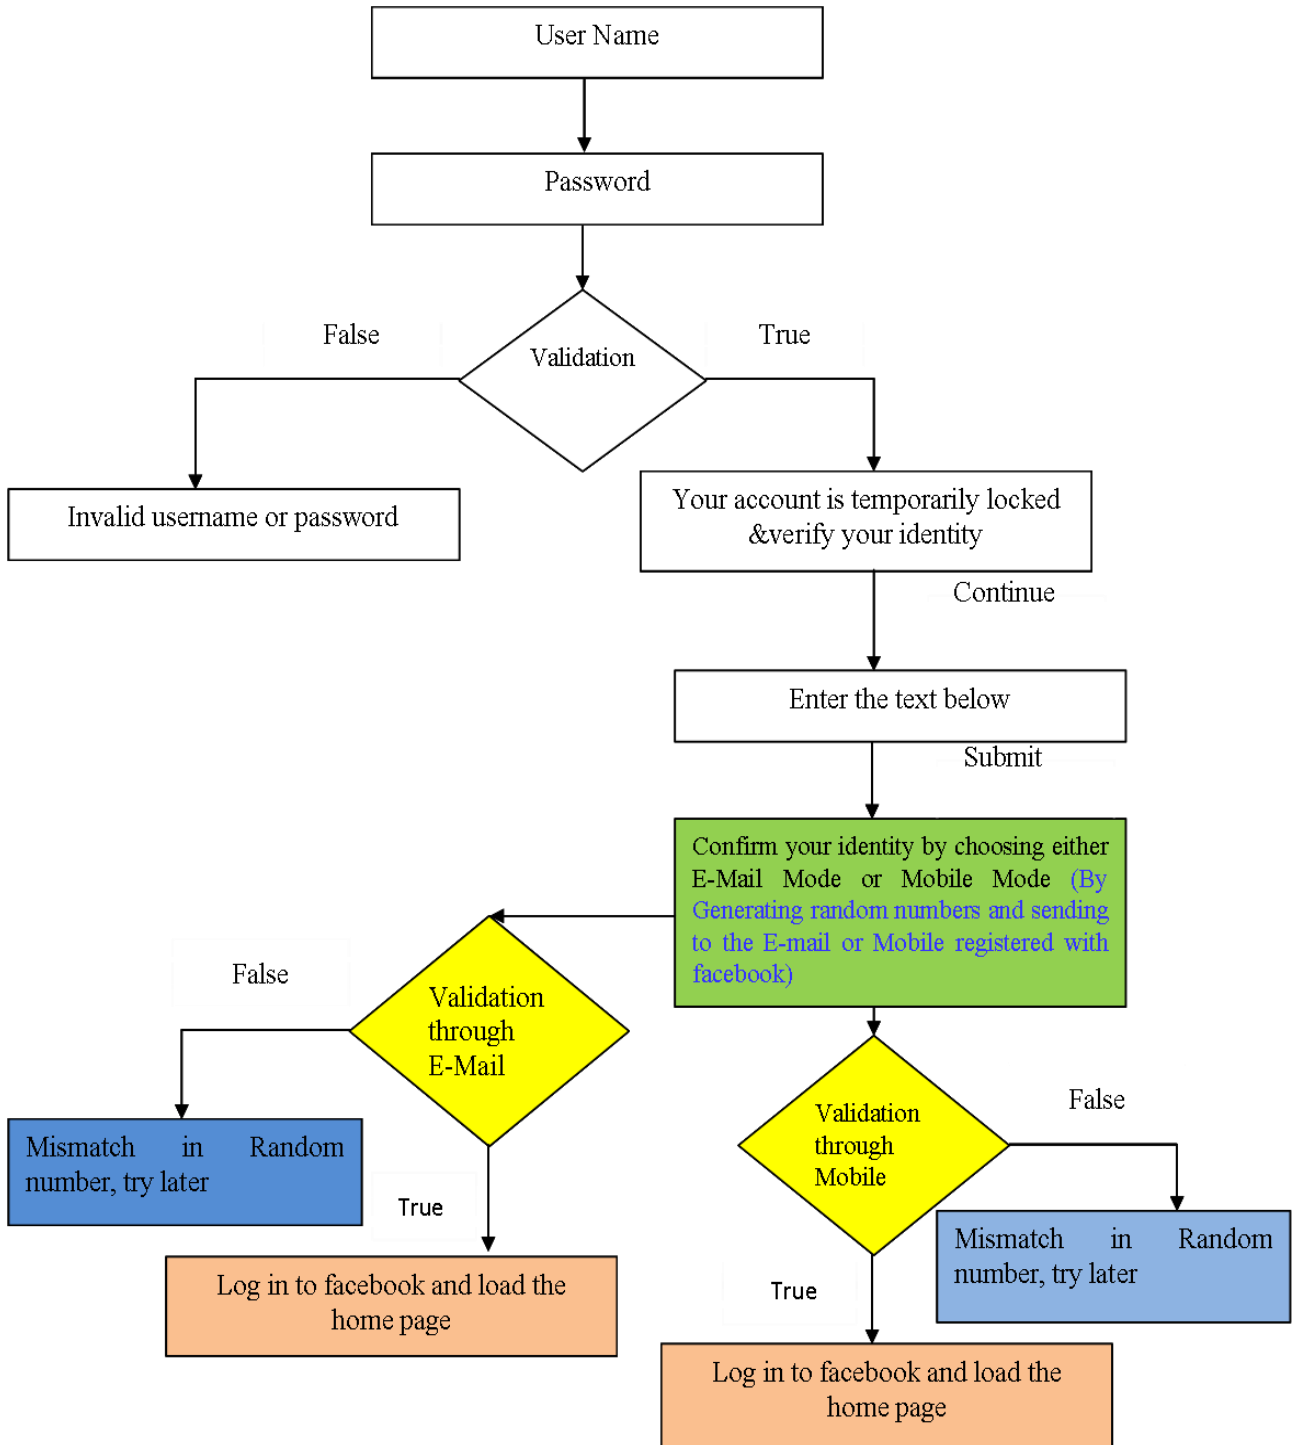 User Name
Password
False
True
Validation
Invalid username or password
Your account is temporarily locked
&verify your identity
Continue
Enter the text below
Submit
Confirm your identity by choosing either
E-Mail Mode or Mobile Mode (By
Generating random numbers and sending
to the E-mail or Mobile registered with
facebook)
False
Validation
through
E-Mail
Mismatch in Random
number, try later
True
Log in to facebook and load the
home page
Validation
through
Mobile
False
Mismatch in Random
number, try later
True
Log in to facebook and load the
home page